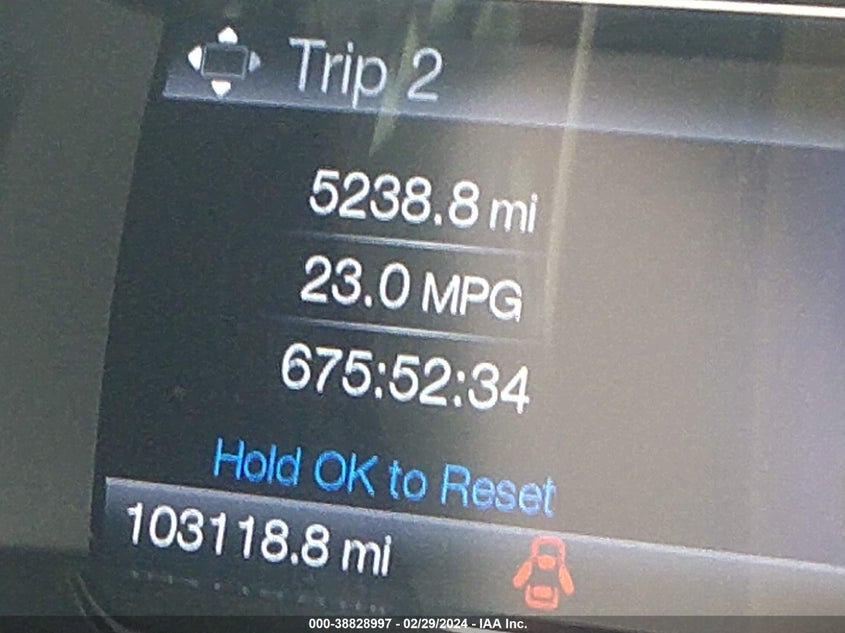 Trip 2
5238.8 mi
23.0 MPG
675:52:34
Hold OK to Reset
103118.8 mi
000-38828997 - 02/29/2024 - IAA Inc.